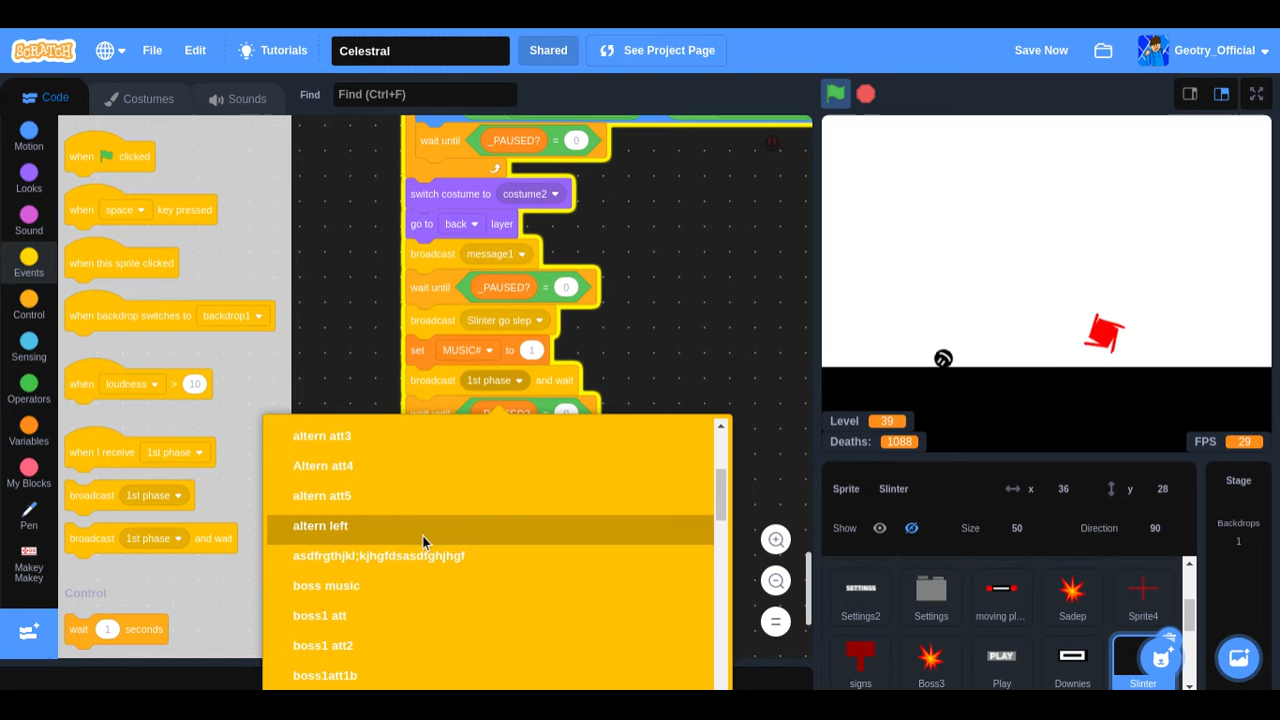 SCRATCH
File
Edit
Tutorials
Celestral
Shared
See Project Page
Save Now
Geotry_Official
Code
Costumes
Sounds
Find
Find (Ctrl+F)
Motion
Looks
Sound
Events
Control
Sensing
Operators
Variables
My Blocks
Pen
Makey
Makey
when clicked
when space key pressed
when this sprite clicked
when backdrop switches to backdrop1
when loudness > 10
when I receive 1st phase
broadcast 1st phase
broadcast 1st phase and wait
Control
wait 1 seconds
wait until _PAUSED? = 0
switch costume to costume2
go to back layer
broadcast message1
wait until _PAUSED? = 0
broadcast Slinter go slep
set MUSIC# to 1
broadcast 1st phase and wait
wait until _PAUSED? = 0
altern att3
Altern att4
altern att5
altern left
asdfrgthjkl;kjhgfdsasdfghjhgf
boss music
boss1 att
boss1 att2
boss1att1b
Level 39
Deaths: 1088
FPS 29
Sprite Slinter x 36 y 28
Show Size 50 Direction 90
Settings2
Settings
moving pl...
Sadep
Sprite4
signs
Boss3
PLAY
Play
Downies
Slinter
Stage
Backdrops
1
SETTINGS